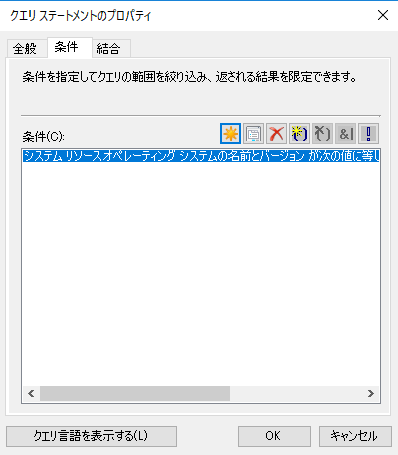 クエリ ステートメントのプロパティ
全般 条件 結合
条件を指定してクエリの範囲を絞り込み、返される結果を限定できます。
条件(C):
&|
!
システム リソースオペレーティング システムの名前とバージョン が次の値に等し
クエリ言語を表示する(L)
OK キャンセル